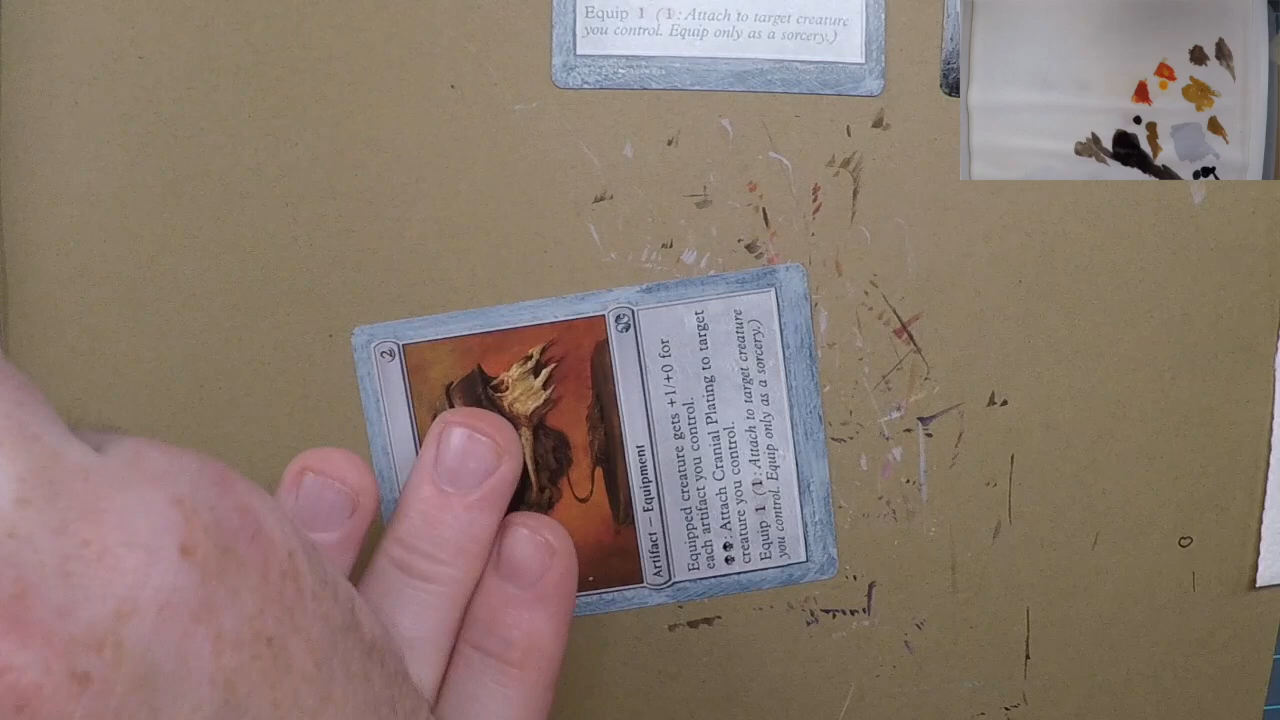 Equip 1 (1: Attach to target creature
you control. Equip only as a sorcery.)
2
Artifact — Equipment
Equipped creature gets +1/+0 for
each artifact you control.
: Attach Cranial Plating to target
creature you control.
Equip 1 (1: Attach to target creature
you control. Equip only as a sorcery.)